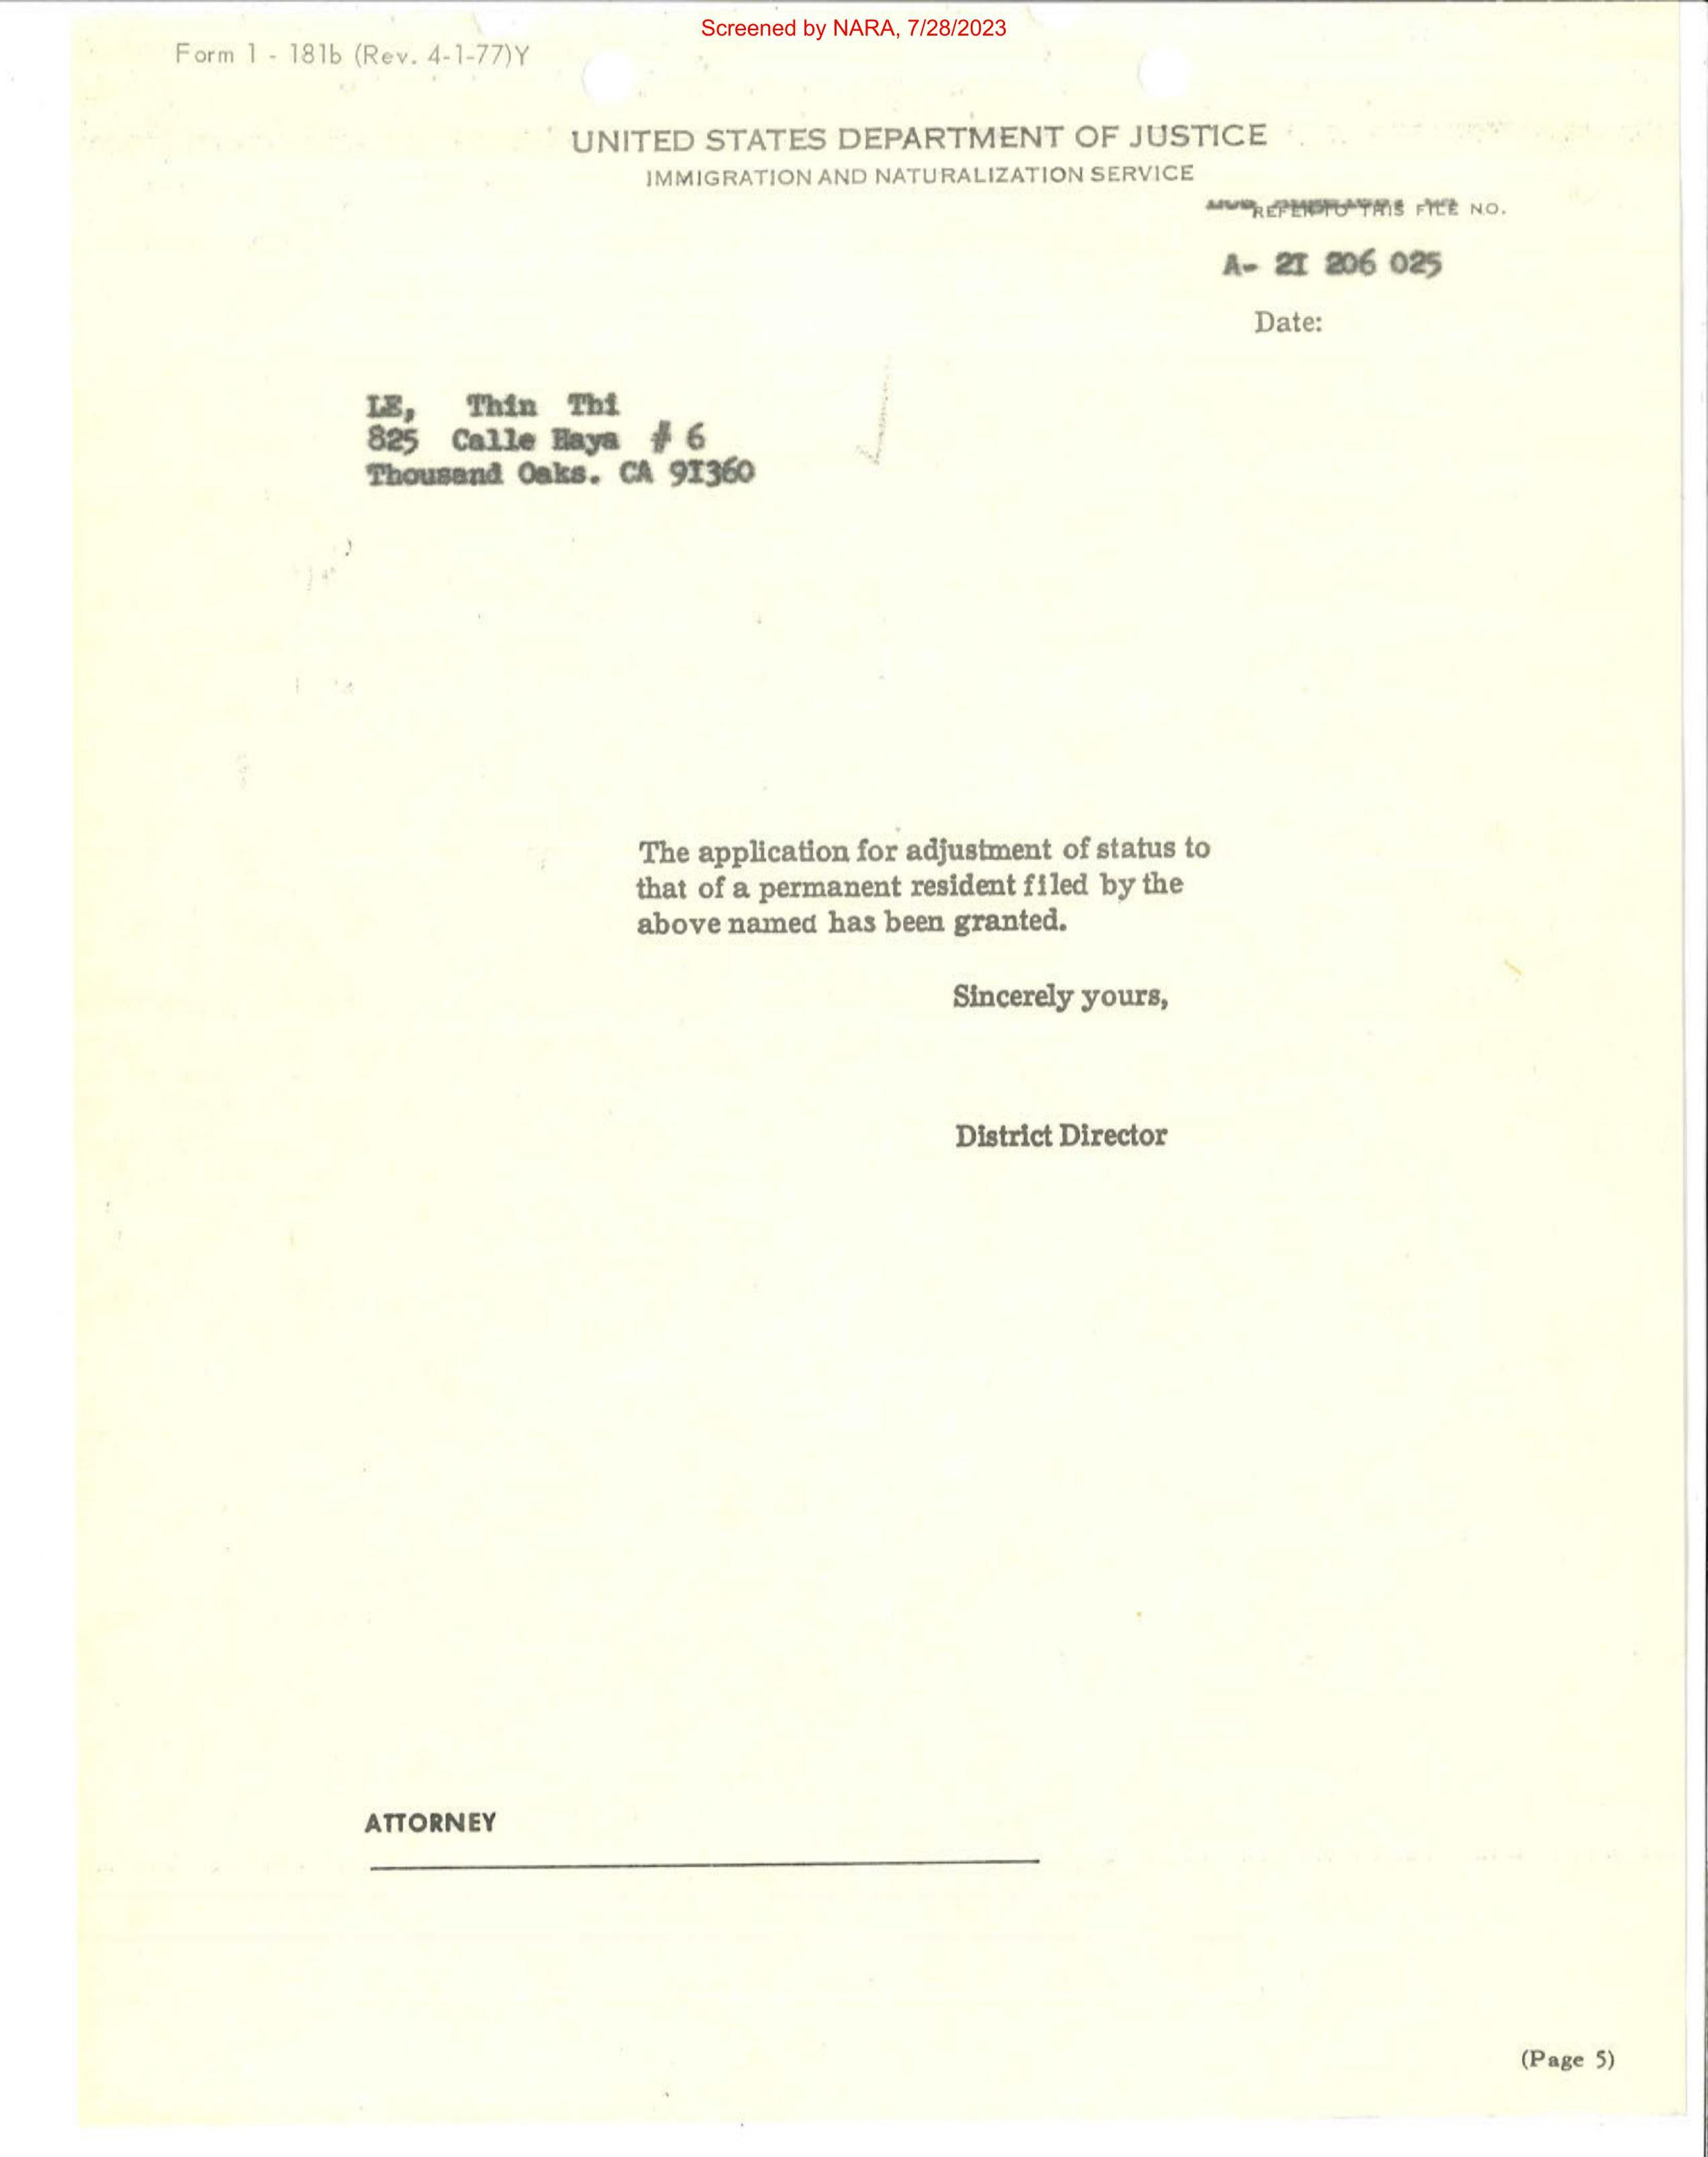 Screened by NARA, 7/28/2023
Form 1 - 181b (Rev. 4-1-77)Y
UNITED STATES DEPARTMENT OF JUSTICE
IMMIGRATION AND NATURALIZATION SERVICE
REFER TO THIS FILE NO.
A- 2I 206 025
Date:
LE, Thin Thi
825 Calle Haya # 6
Thousand Oaks. CA 9I360
The application for adjustment of status to
that of a permanent resident filed by the
above named has been granted.
Sincerely yours,
District Director
ATTORNEY
(Page 5)